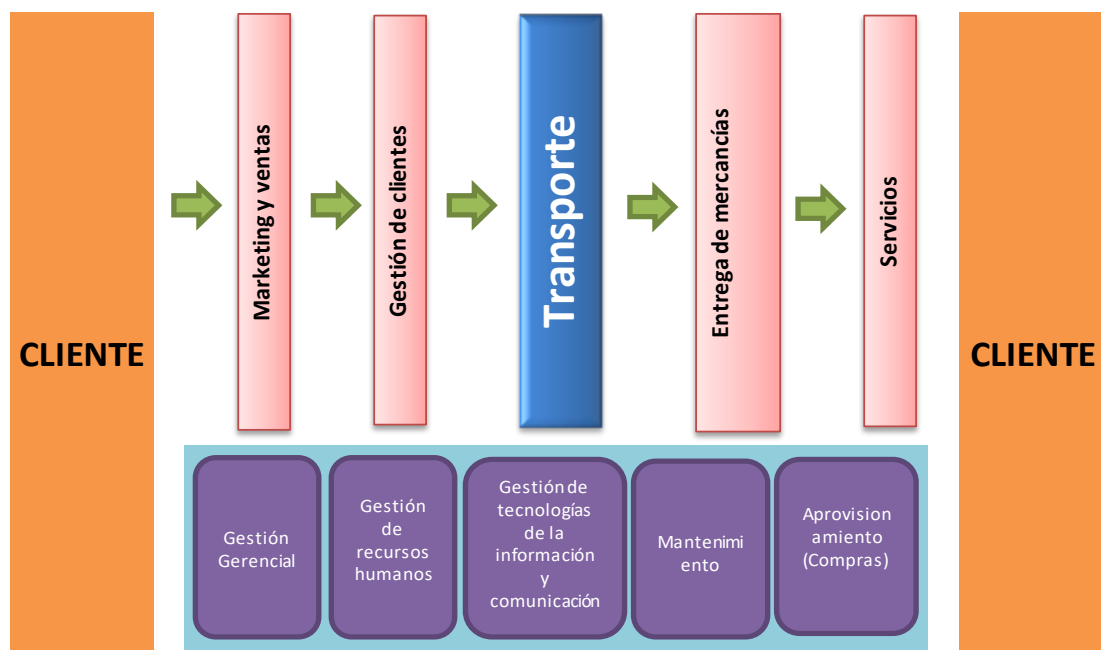 CLIENTE
Marketing y ventas
Gestión de clientes
Transporte
Entrega de mercancías
Servicios
CLIENTE
Gestión
Gerencial
Gestión
de
recursos
humanos
Gestión de
tecnologías
de la
información
y
comunicación
Mantenimi
ento
Aprovision
amiento
(Compras)